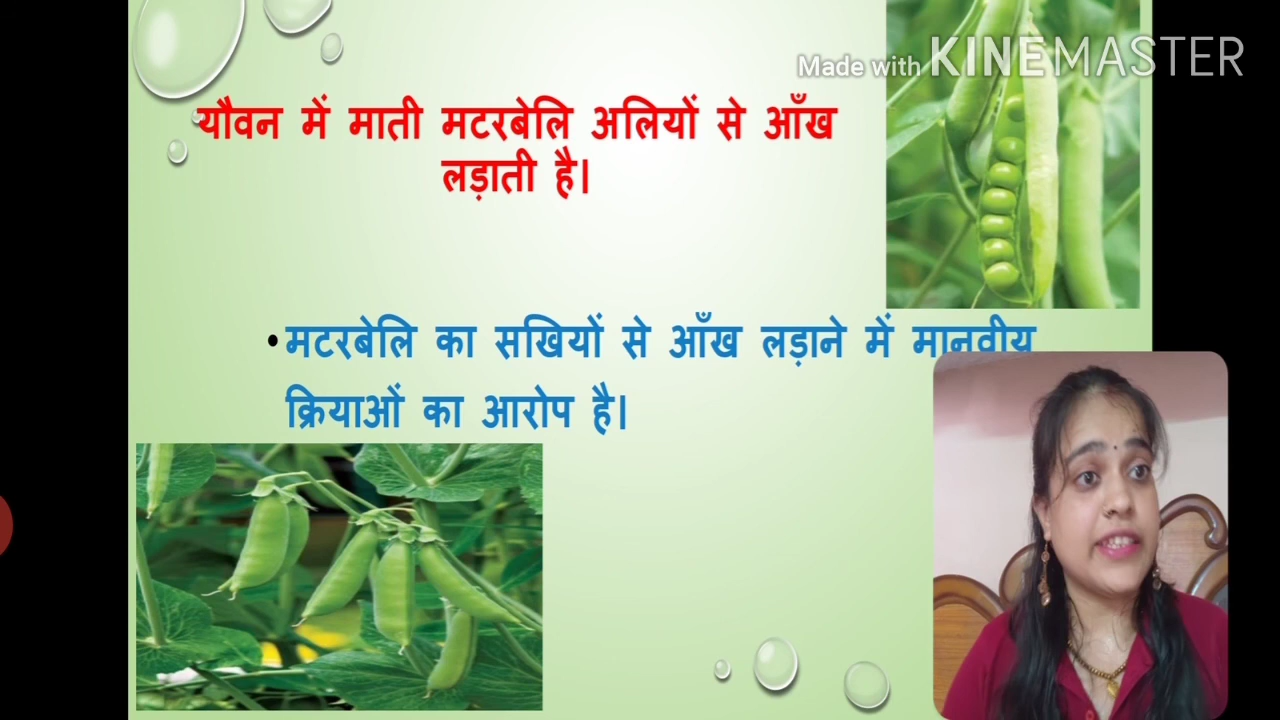 Made with KINEMASTER
यौवन में माती मटरबेलि अलियों से आँख
लड़ाती है।
•मटरबेलि का सखियों से आँख लड़ाने में मानवीय
क्रियाओं का आरोप है।